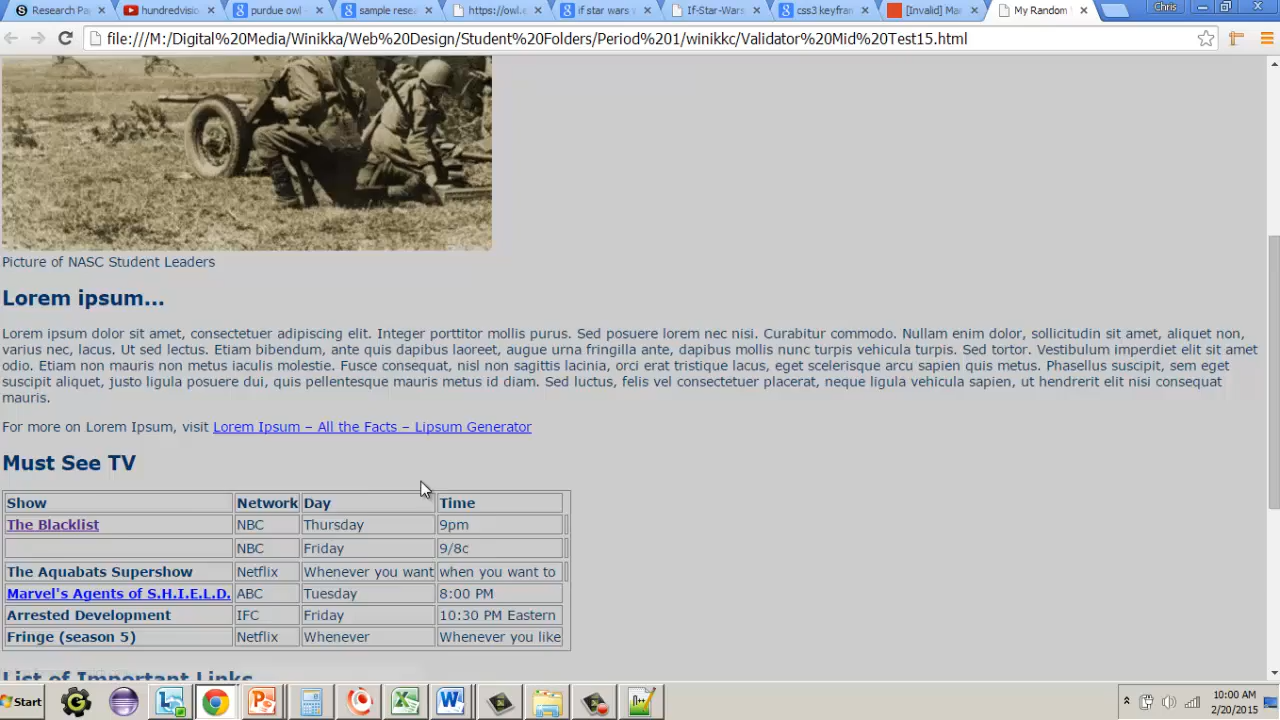 Research Pa
hundredvisio
purdue owl -
sample resea
https://owl.e
if star wars w
If-Star-Wars
css3 keyfram
[Invalid] Ma
My Random
Chris
file:///M:/Digital%20Media/Winikka/Web%20Design/Student%20Folders/Period%201/winikkc/Validator%20Mid%20Test15.html
Picture of NASC Student Leaders
Lorem ipsum...
Lorem ipsum dolor sit amet, consectetuer adipiscing elit. Integer porttitor mollis purus. Sed posuere lorem nec nisi. Curabitur commodo. Nullam enim dolor, sollicitudin sit amet, aliquet non,
varius nec, lacus. Ut sed lectus. Etiam bibendum, ante quis dapibus laoreet, augue urna fringilla ante, dapibus mollis nunc turpis vehicula turpis. Sed tortor. Vestibulum imperdiet elit sit amet
odio. Etiam non mauris non metus iaculis molestie. Fusce consequat, nisl non sagittis lacinia, orci erat tristique lacus, eget scelerisque arcu sapien quis metus. Phasellus suscipit, sem eget
suscipit aliquet, justo ligula posuere dui, quis pellentesque mauris metus id diam. Sed luctus, felis vel consectetuer placerat, neque ligula vehicula sapien, ut hendrerit elit nisi consequat
mauris.
For more on Lorem Ipsum, visit Lorem Ipsum – All the Facts – Lipsum Generator
Must See TV
Show Network Day Time
The Blacklist NBC Thursday 9pm
NBC Friday 9/8c
The Aquabats Supershow Netflix Whenever you want when you want to
Marvel's Agents of S.H.I.E.L.D. ABC Tuesday 8:00 PM
Arrested Development IFC Friday 10:30 PM Eastern
Fringe (season 5) Netflix Whenever Whenever you like
List of Important Links
Start
10:00 AM
2/20/2015